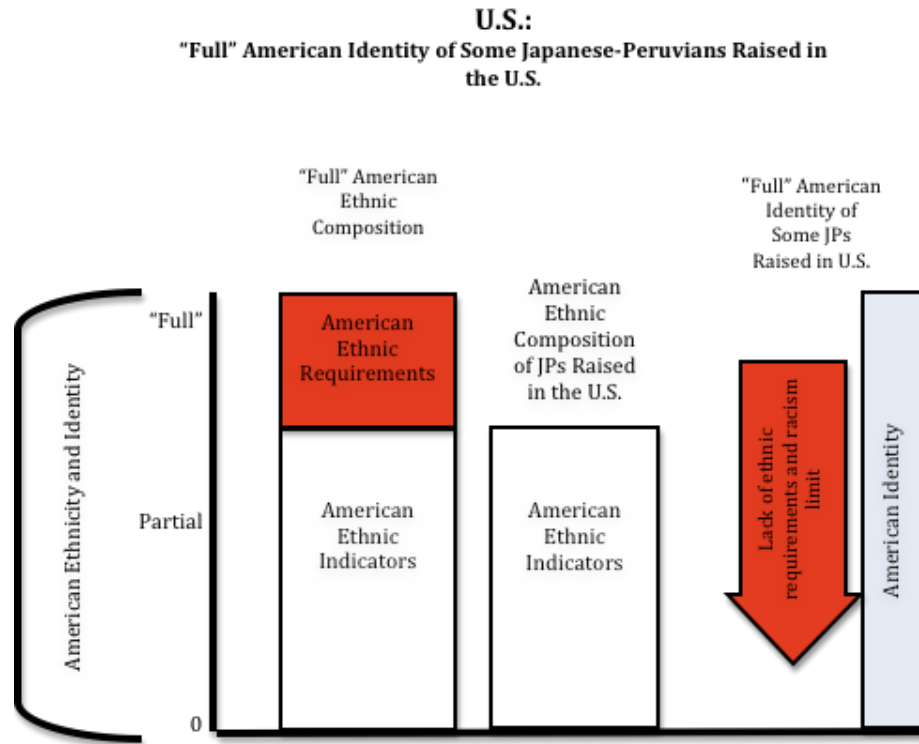 U.S.:
“Full” American Identity of Some Japanese-Peruvians Raised in
the U.S.
“Full” American
Ethnic
Composition
“Full” American
Identity of
Some JPs
Raised in U.S.
American
Ethnic
Composition
of JPs Raised
in the U.S.
American Ethnicity and Identity
“Full”
Partial
0
American
Ethnic
Requirements
American
Ethnic
Indicators
American
Ethnic
Indicators
Lack of ethnic
requirements and racism
limit
American Identity